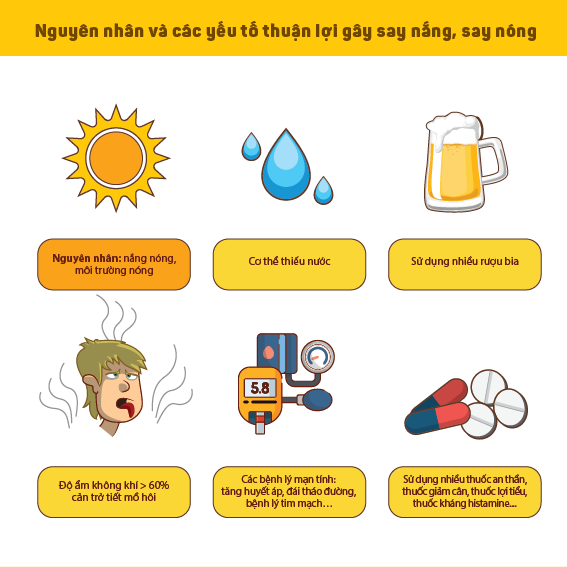 Nguyên nhân và các yếu tố thuận lợi gây say nắng, say nóng
Nguyên nhân: nắng nóng,
môi trường nóng
Cơ thể thiếu nước
Sử dụng nhiều rượu bia
5.8
Độ ẩm không khí > 60%
cản trở tiết mồ hôi
Các bệnh lý mạn tính:
tăng huyết áp, đái tháo đường,
bệnh lý tim mạch...
Sử dụng nhiều thuốc an thần,
thuốc giảm cân, thuốc lợi tiểu,
thuốc kháng histamine...